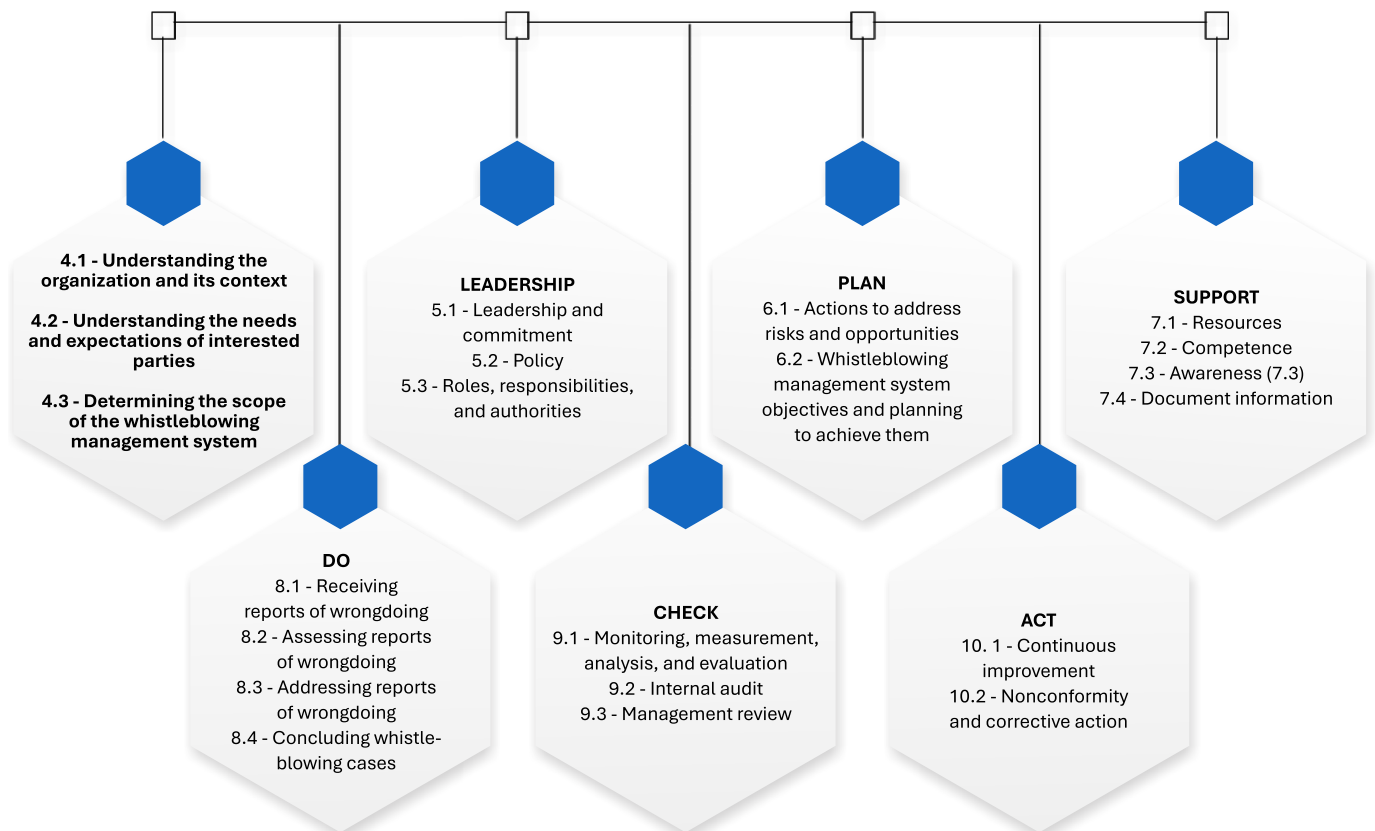 4.1 - Understanding the
organization and its context
4.2 - Understanding the needs
and expectations of interested
parties
4.3 - Determining the scope
of the whistleblowing
management system
LEADERSHIP
5.1 - Leadership and
commitment
5.2 - Policy
5.3 - Roles, responsibilities,
and authorities
PLAN
6.1 - Actions to address
risks and opportunities
6.2 - Whistleblowing
management system
objectives and planning
to achieve them
SUPPORT
7.1 - Resources
7.2 - Competence
7.3 - Awareness (7.3)
7.4 - Document information
DO
8.1 - Receiving
reports of wrongdoing
8.2 - Assessing reports
of wrongdoing
8.3 - Addressing reports
of wrongdoing
8.4 - Concluding whistle-
blowing cases
CHECK
9.1 - Monitoring, measurement,
analysis, and evaluation
9.2 - Internal audit
9.3 - Management review
ACT
10. 1 - Continuous
improvement
10.2 - Nonconformity
and corrective action